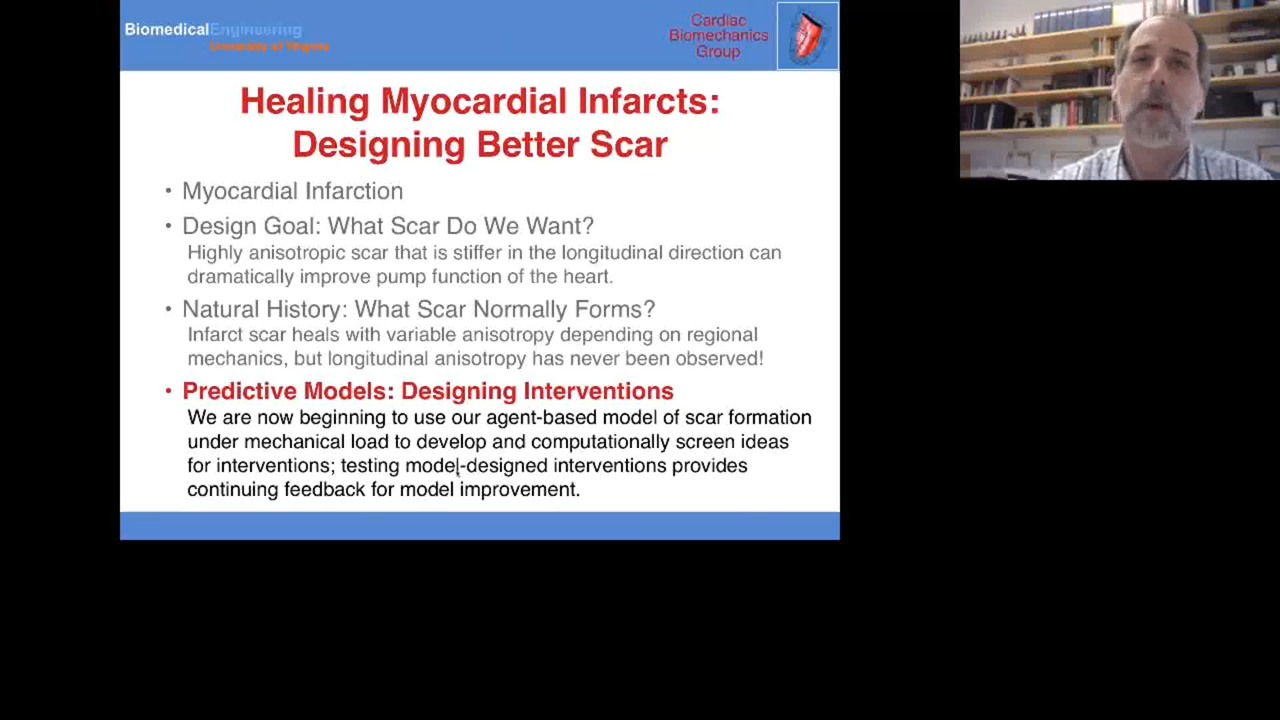 BiomedicalEngineering
University of Virginia
Cardiac
Biomechanics
Group
Healing Myocardial Infarcts:
Designing Better Scar
• Myocardial Infarction
• Design Goal: What Scar Do We Want?
Highly anisotropic scar that is stiffer in the longitudinal direction can
dramatically improve pump function of the heart.
• Natural History: What Scar Normally Forms?
Infarct scar heals with variable anisotropy depending on regional
mechanics, but longitudinal anisotropy has never been observed!
• Predictive Models: Designing Interventions
We are now beginning to use our agent-based model of scar formation
under mechanical load to develop and computationally screen ideas
for interventions; testing model-designed interventions provides
continuing feedback for model improvement.